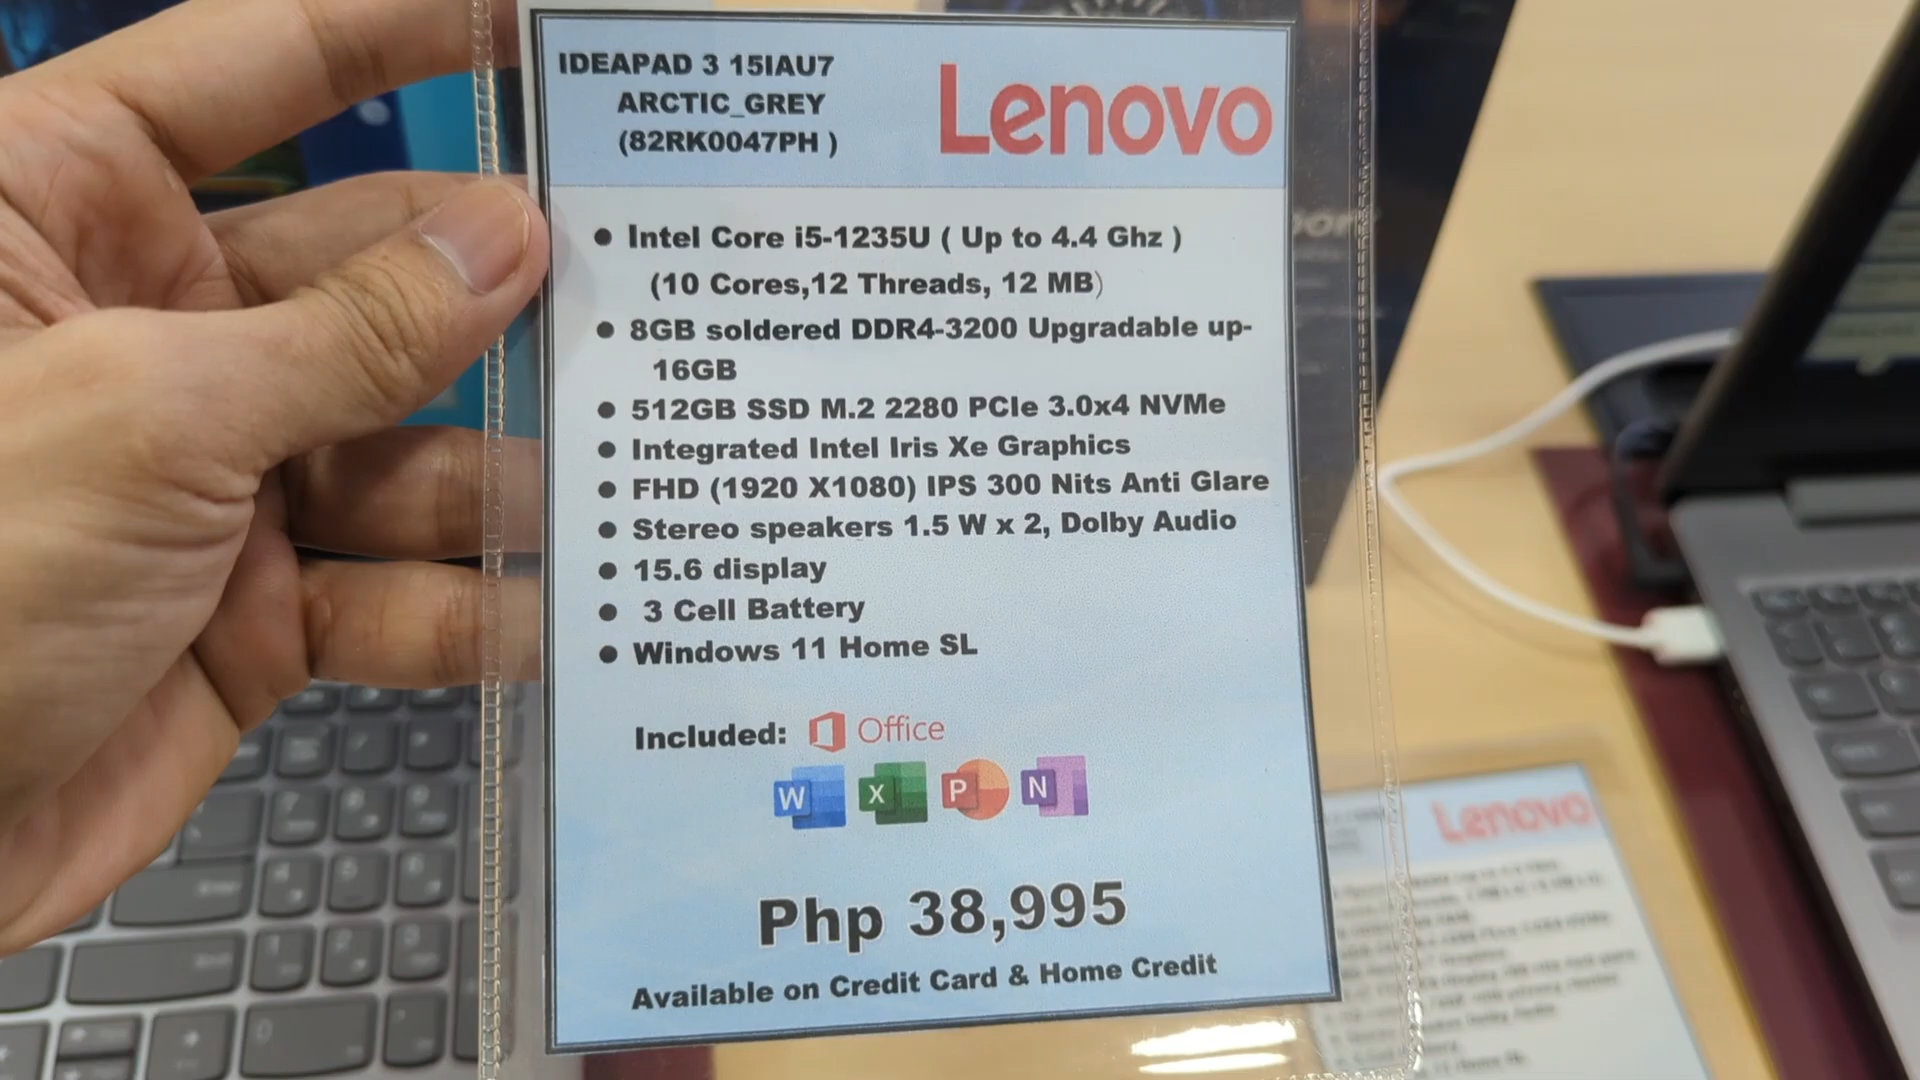 IDEAPAD 3 15IAU7
ARCTIC_GREY
(82RK0047PH )
Lenovo
Intel Core i5-1235U ( Up to 4.4 Ghz )
(10 Cores,12 Threads, 12 MB)
8GB soldered DDR4-3200 Upgradable up-
16GB
512GB SSD M.2 2280 PCIe 3.0x4 NVMe
Integrated Intel Iris Xe Graphics
FHD (1920 X1080) IPS 300 Nits Anti Glare
Stereo speakers 1.5 W x 2, Dolby Audio
15.6 display
3 Cell Battery
Windows 11 Home SL
Included: Office
W X P N
Php 38,995
Available on Credit Card & Home Credit
Lenovo